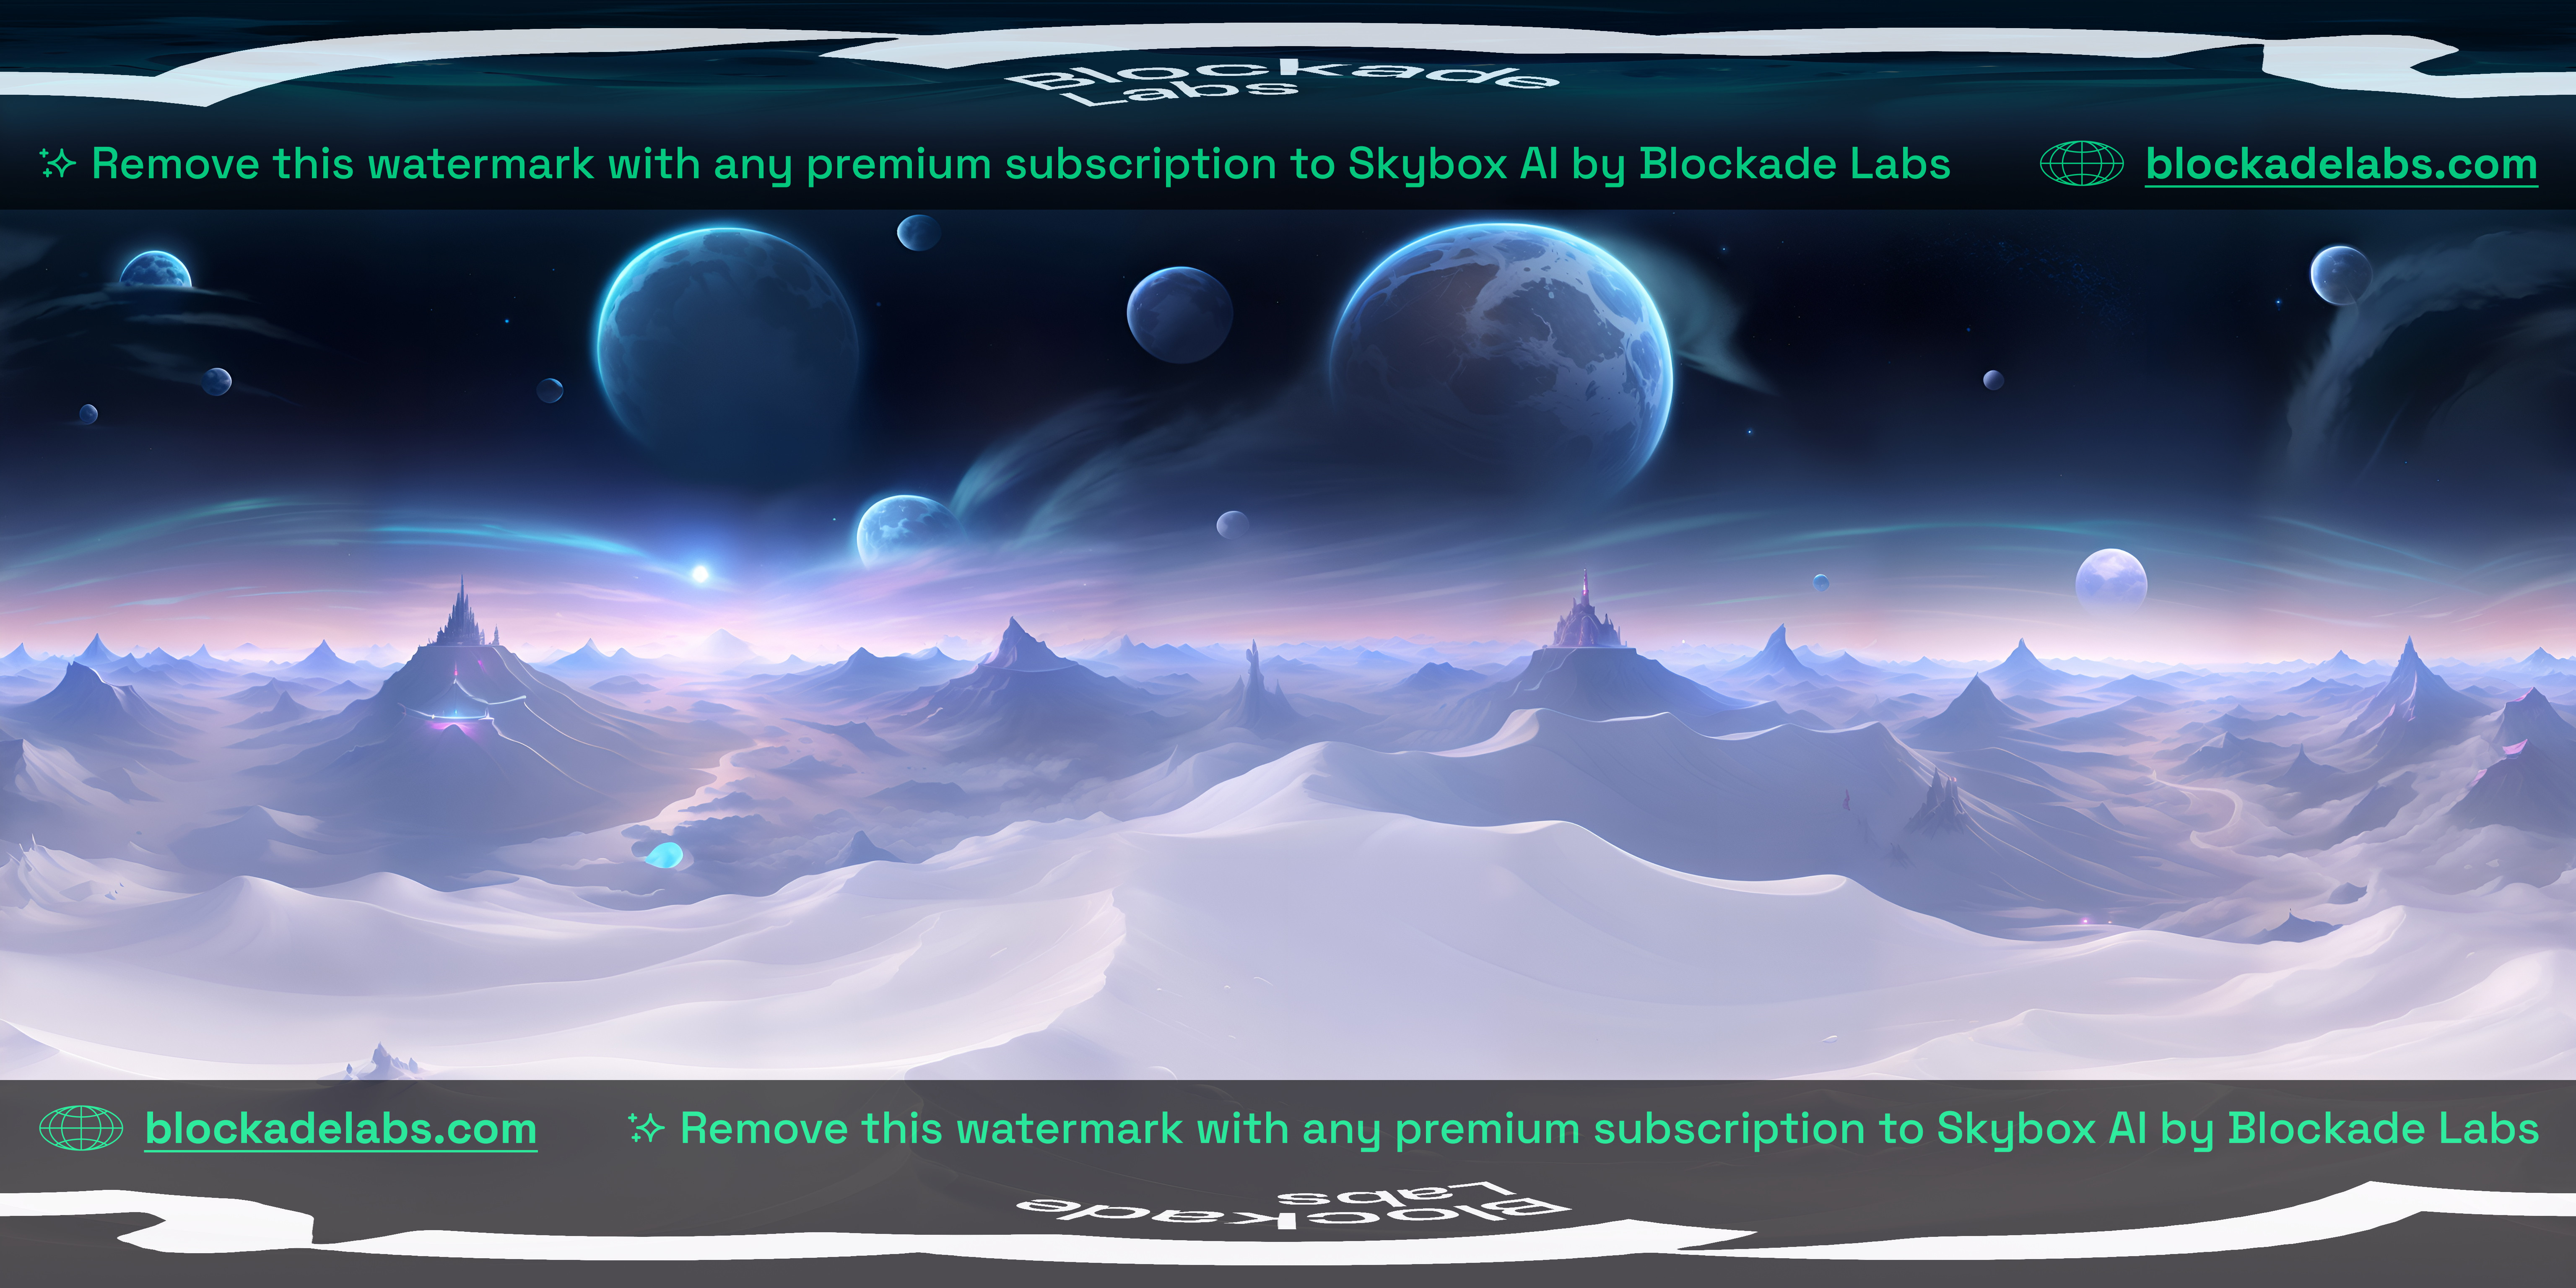 Blockade
Labs
Remove this watermark with any premium subscription to Skybox AI by Blockade Labs
blockadelabs.com
blockadelabs.com
Remove this watermark with any premium subscription to Skybox AI by Blockade Labs
Labs
Blockade